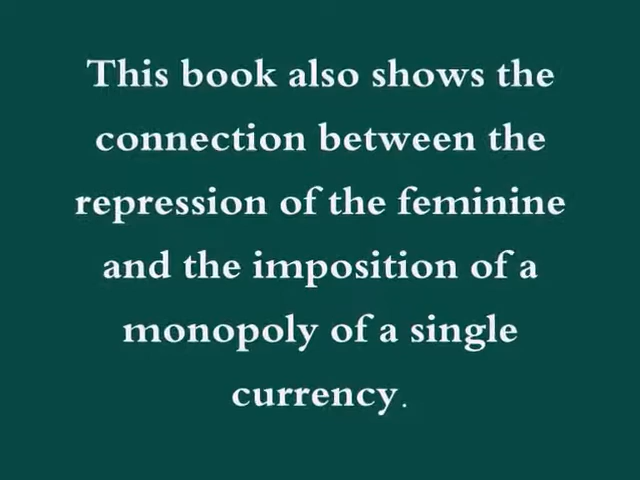 This book also shows the
connection between the
repression of the feminine
and the imposition of a
monopoly of a single
currency.